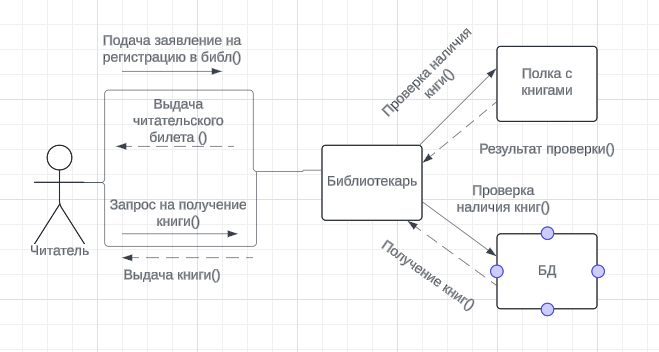 Подача заявление на
регистрацию в библ()
Выдача
читательского
билета ()
Читатель
Запрос на получение
книги()
Выдача книги()
Библиотекарь
Проверка наличия
кнги()
Полка с
книгами
Результат проверки()
Проверка
наличия книг()
Получение книг()
БД